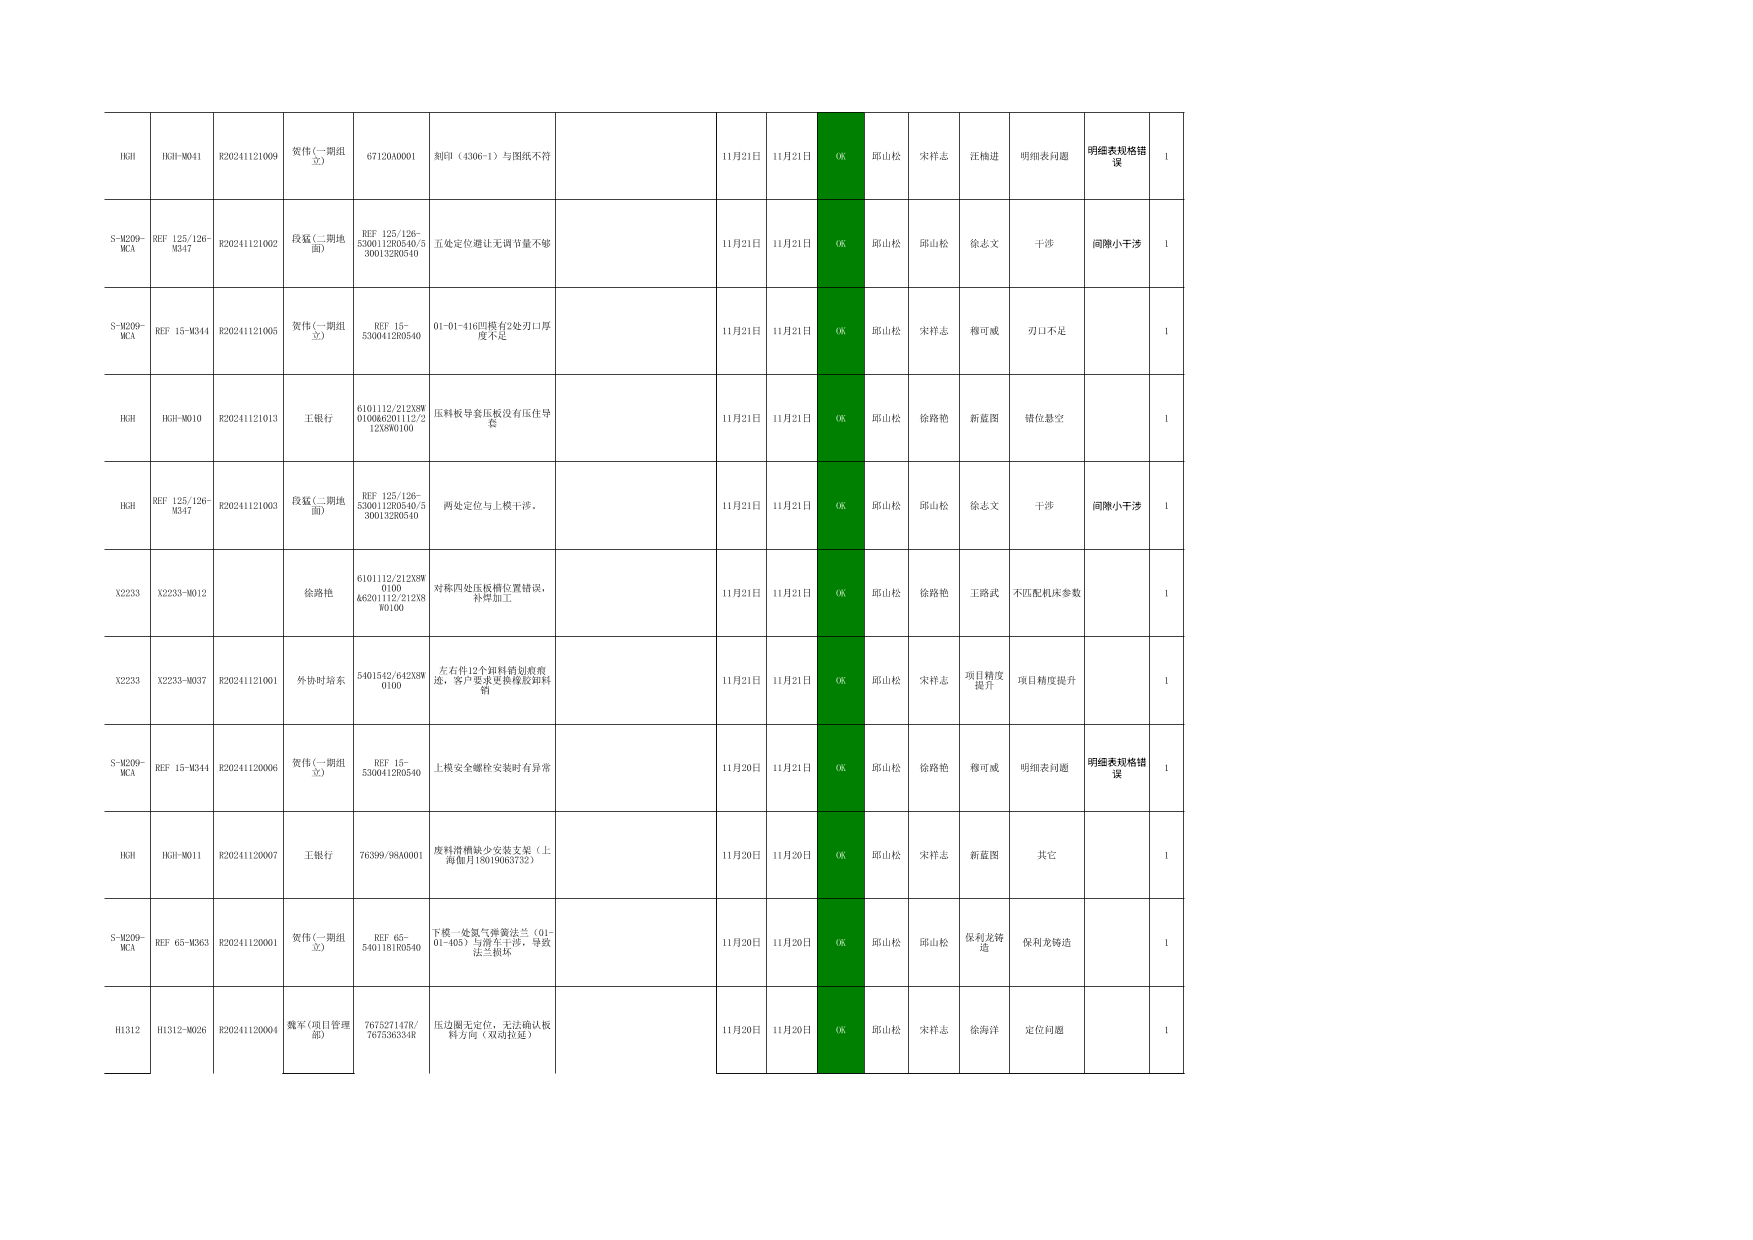 HGH HGH-M041 R20241121009 贺伟(一期组立) 67120A0001 刻印（4306-1）与图纸不符 11月21日 11月21日 OK 邱山松 宋祥志 汪楠进 明细表问题 明细表规格错误 1
S-M209-MCA REF 125/126-M347 R20241121002 段猛(二期地面) REF 125/126-5300112R0540/5300132R0540 五处定位避让无调节量不够 11月21日 11月21日 OK 邱山松 邱山松 徐志文 干涉 间隙小干涉 1
S-M209-MCA REF 15-M344 R20241121005 贺伟(一期组立) REF 15-5300412R0540 01-01-416凹模有2处刃口厚度不足 11月21日 11月21日 OK 邱山松 宋祥志 穆可威 刃口不足 1
HGH HGH-M010 R20241121013 王银行 6101112/212X8W0100&6201112/212X8W0100 压料板导套压板没有压住导套 11月21日 11月21日 OK 邱山松 徐路艳 新蓝图 错位悬空 1
HGH REF 125/126-M347 R20241121003 段猛(二期地面) REF 125/126-5300112R0540/5300132R0540 两处定位与上模干涉。 11月21日 11月21日 OK 邱山松 邱山松 徐志文 干涉 间隙小干涉 1
X2233 X2233-M012 徐路艳 6101112/212X8W0100 &6201112/212X8W0100 对称四处压板槽位置错误，补焊加工 11月21日 11月21日 OK 邱山松 徐路艳 王路武 不匹配机床参数 1
X2233 X2233-M037 R20241121001 外协时培东 5401542/642X8W0100 左右件12个卸料销划痕痕迹，客户要求更换橡胶卸料销 11月21日 11月21日 OK 邱山松 宋祥志 项目精度提升 项目精度提升 1
S-M209-MCA REF 15-M344 R20241120006 贺伟(一期组立) REF 15-5300412R0540 上模安全螺栓安装时有异常 11月20日 11月21日 OK 邱山松 徐路艳 穆可威 明细表问题 明细表规格错误 1
HGH HGH-M011 R20241120007 王银行 76399/98A0001 废料滑槽缺少安装支架（上海伽月18019063732） 11月20日 11月20日 OK 邱山松 宋祥志 新蓝图 其它 1
S-M209-MCA REF 65-M363 R20241120001 贺伟(一期组立) REF 65-5401181R0540 下模一处氮气弹簧法兰（01-01-405）与滑车干涉，导致法兰损坏 11月20日 11月20日 OK 邱山松 邱山松 保利龙铸造 保利龙铸造 1
H1312 H1312-M026 R20241120004 魏军(项目管理部) 767527147R/767536334R 压边圈无定位，无法确认板料方向（双动拉延） 11月20日 11月20日 OK 邱山松 宋祥志 徐海洋 定位问题 1